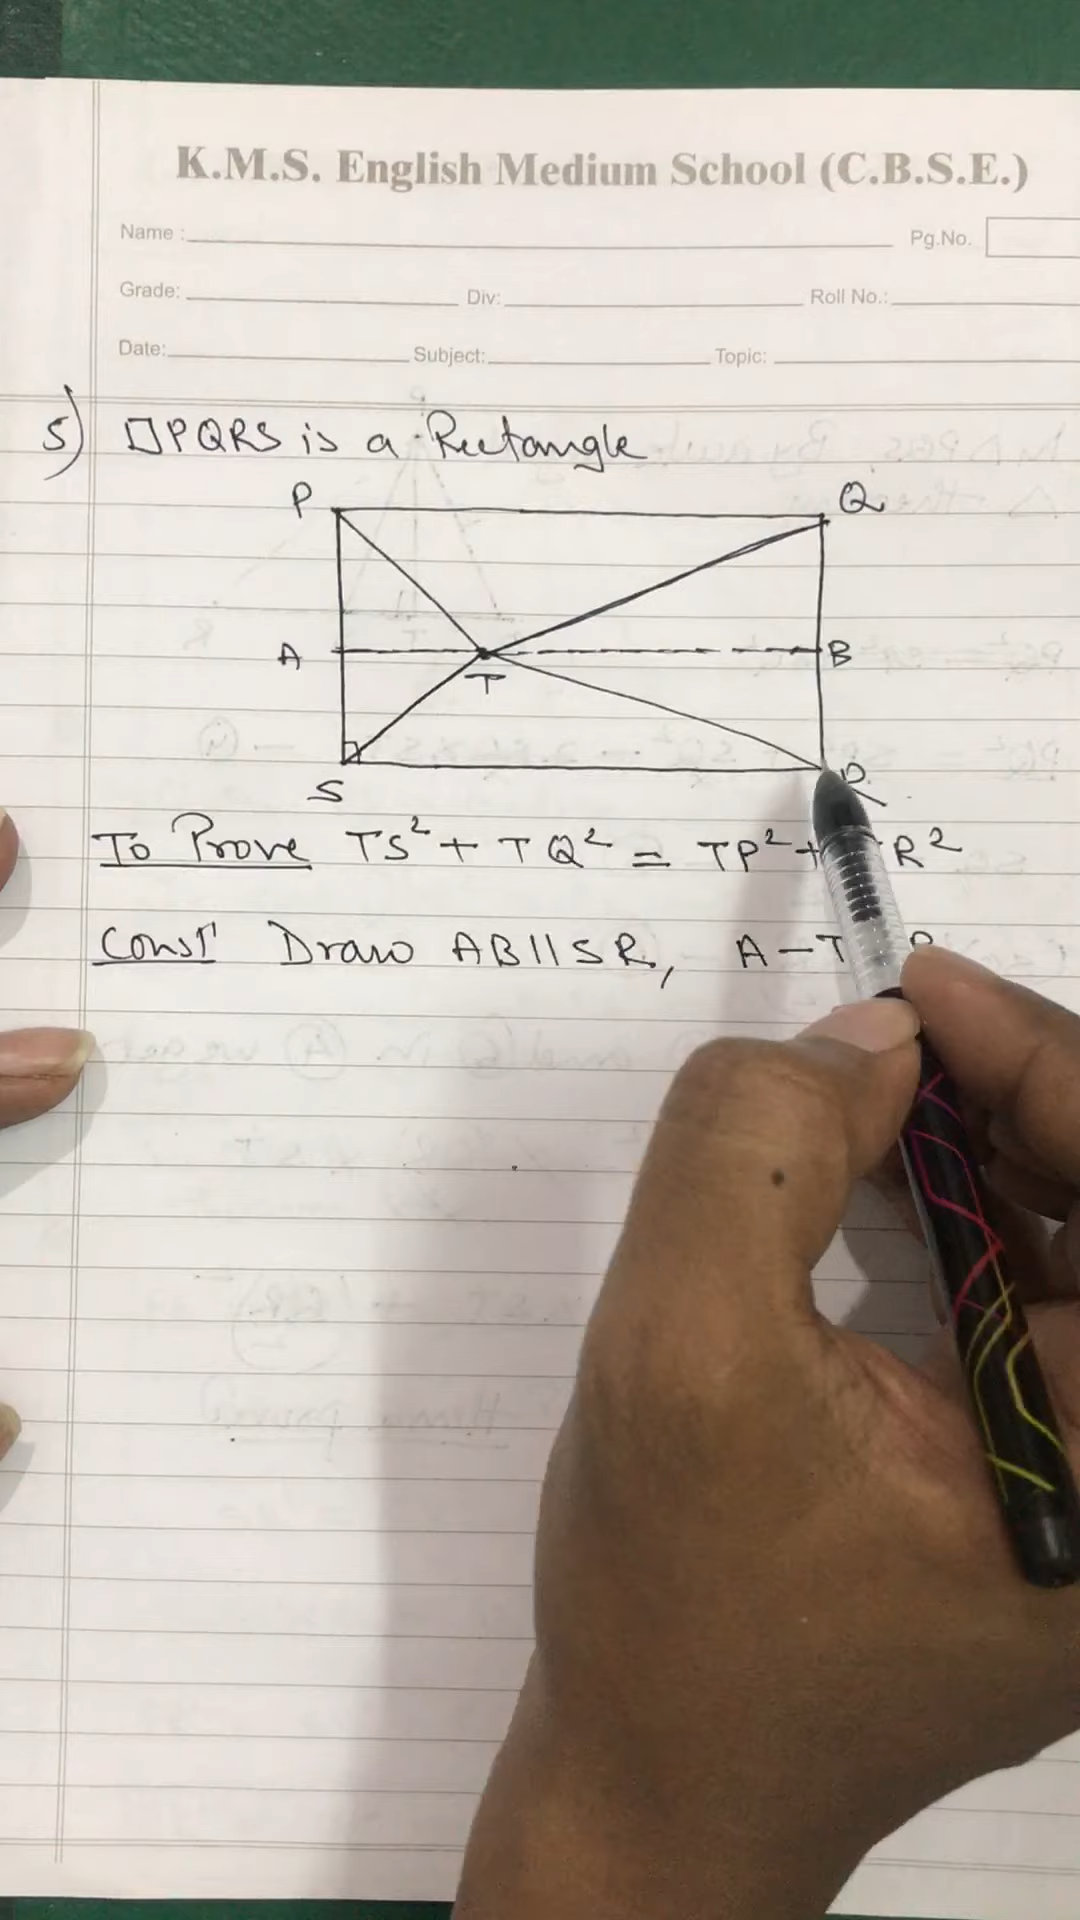 K.M.S. English Medium School (C.B.S.E.)
Name : Pg.No.
Grade: Div: Roll No.:
Date: Subject: Topic:
5) □PQRS is a Rectangle
P Q
A B
T
S R
To Prove TS² + TQ² = TP² + R²
Const Draw AB || SR, A - T